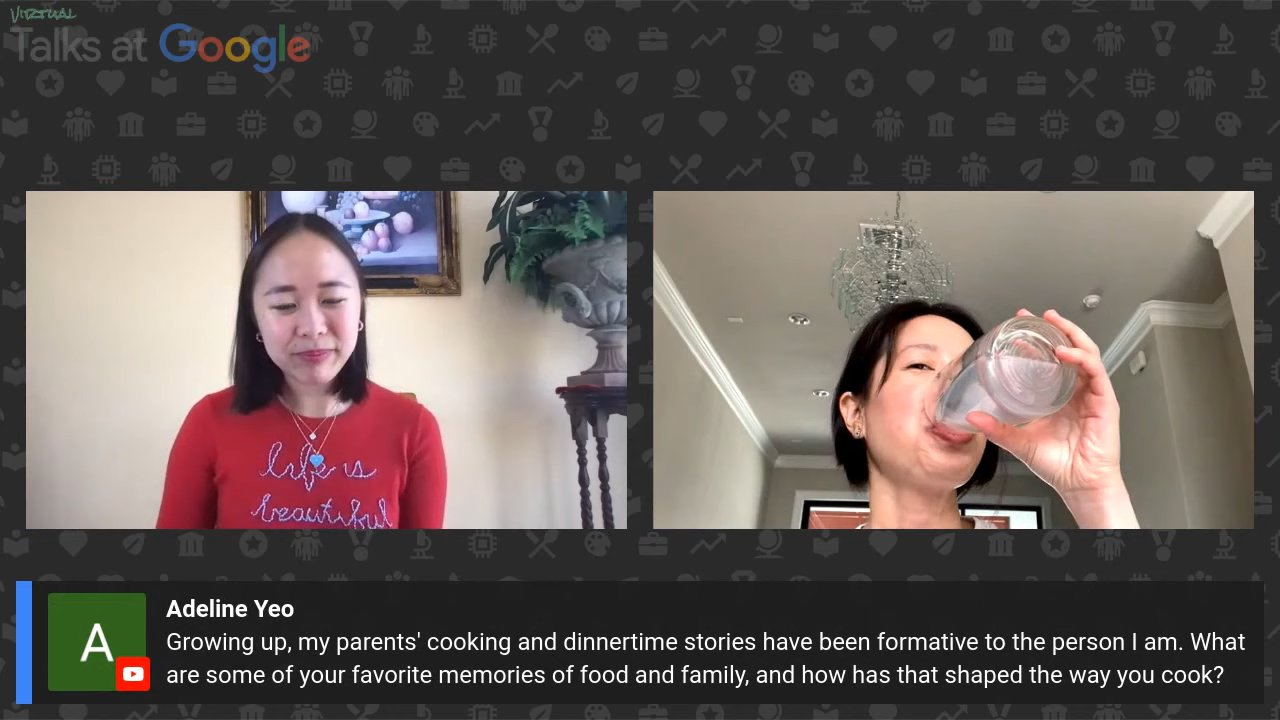 VIRTUAL
Talks at Google
life is
beautiful
A
Adeline Yeo
Growing up, my parents' cooking and dinnertime stories have been formative to the person I am. What
are some of your favorite memories of food and family, and how has that shaped the way you cook?